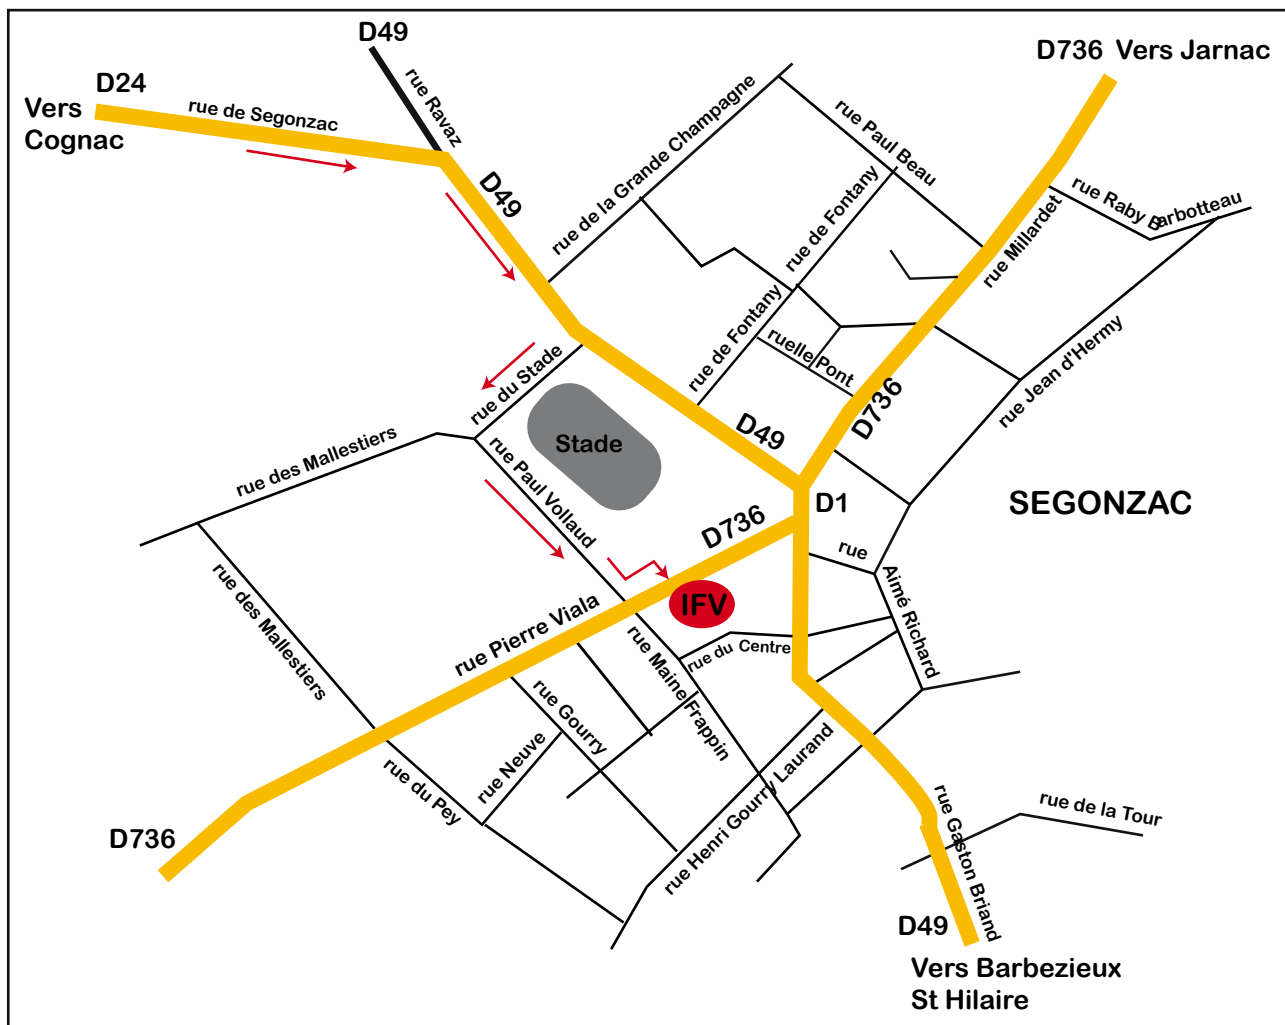 D49
D736 Vers Jarnac
D24
Vers
Cognac
rue de Segonzac
rue Ravaz
D49
rue de la Grande Champagne
rue Paul Beau
rue de Fontany
rue Raby Barbotteau
rue Millardet
rue de Fontany
ruelle Pont
rue Jean d'Hermy
rue du Stade
D736
D49
Stade
rue des Mallestiers
rue Paul Vollaud
D736
D1
SEGONZAC
rue
Aimé Richard
rue des Mallestiers
IFV
rue Pierre Viala
rue du Centre
rue Maine Frappin
rue Gourry
rue Neuve
rue du Pey
rue Henri Gourry Laurand
D736
rue Gaston Briand
rue de la Tour
D49
Vers Barbezieux
St Hilaire